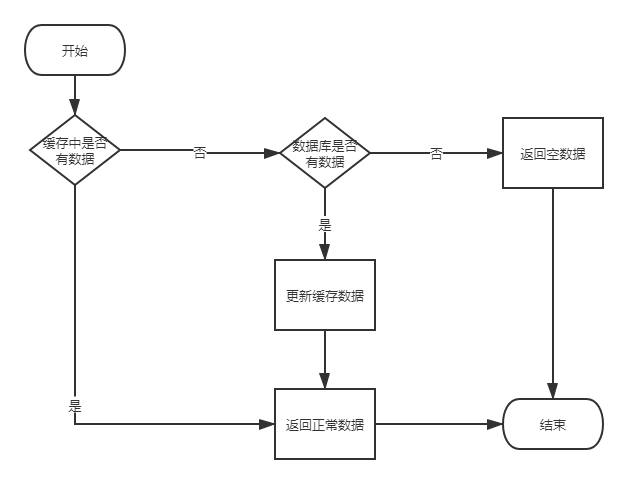 开始
缓存中是否
有数据
否
数据库是否
有数据
否
返回空数据
是
更新缓存数据
是
返回正常数据
结束